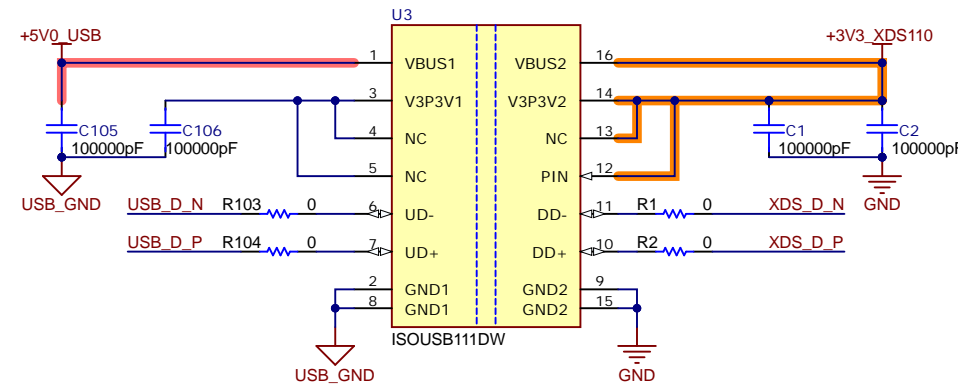 U3
+5V0_USB
+3V3_XDS110
1 VBUS1 VBUS2 16
3 V3P3V1 V3P3V2 14
4 NC NC 13
C105 C106 C1 C2
100000pF 100000pF 100000pF 100000pF
5 NC PIN 12
USB_GND GND
USB_D_N R103 0 6 UD- DD- 11 R1 0 XDS_D_N
USB_D_P R104 0 7 UD+ DD+ 10 R2 0 XDS_D_P
2 GND1 GND2 9
8 GND1 GND2 15
ISOUSB111DW
USB_GND GND